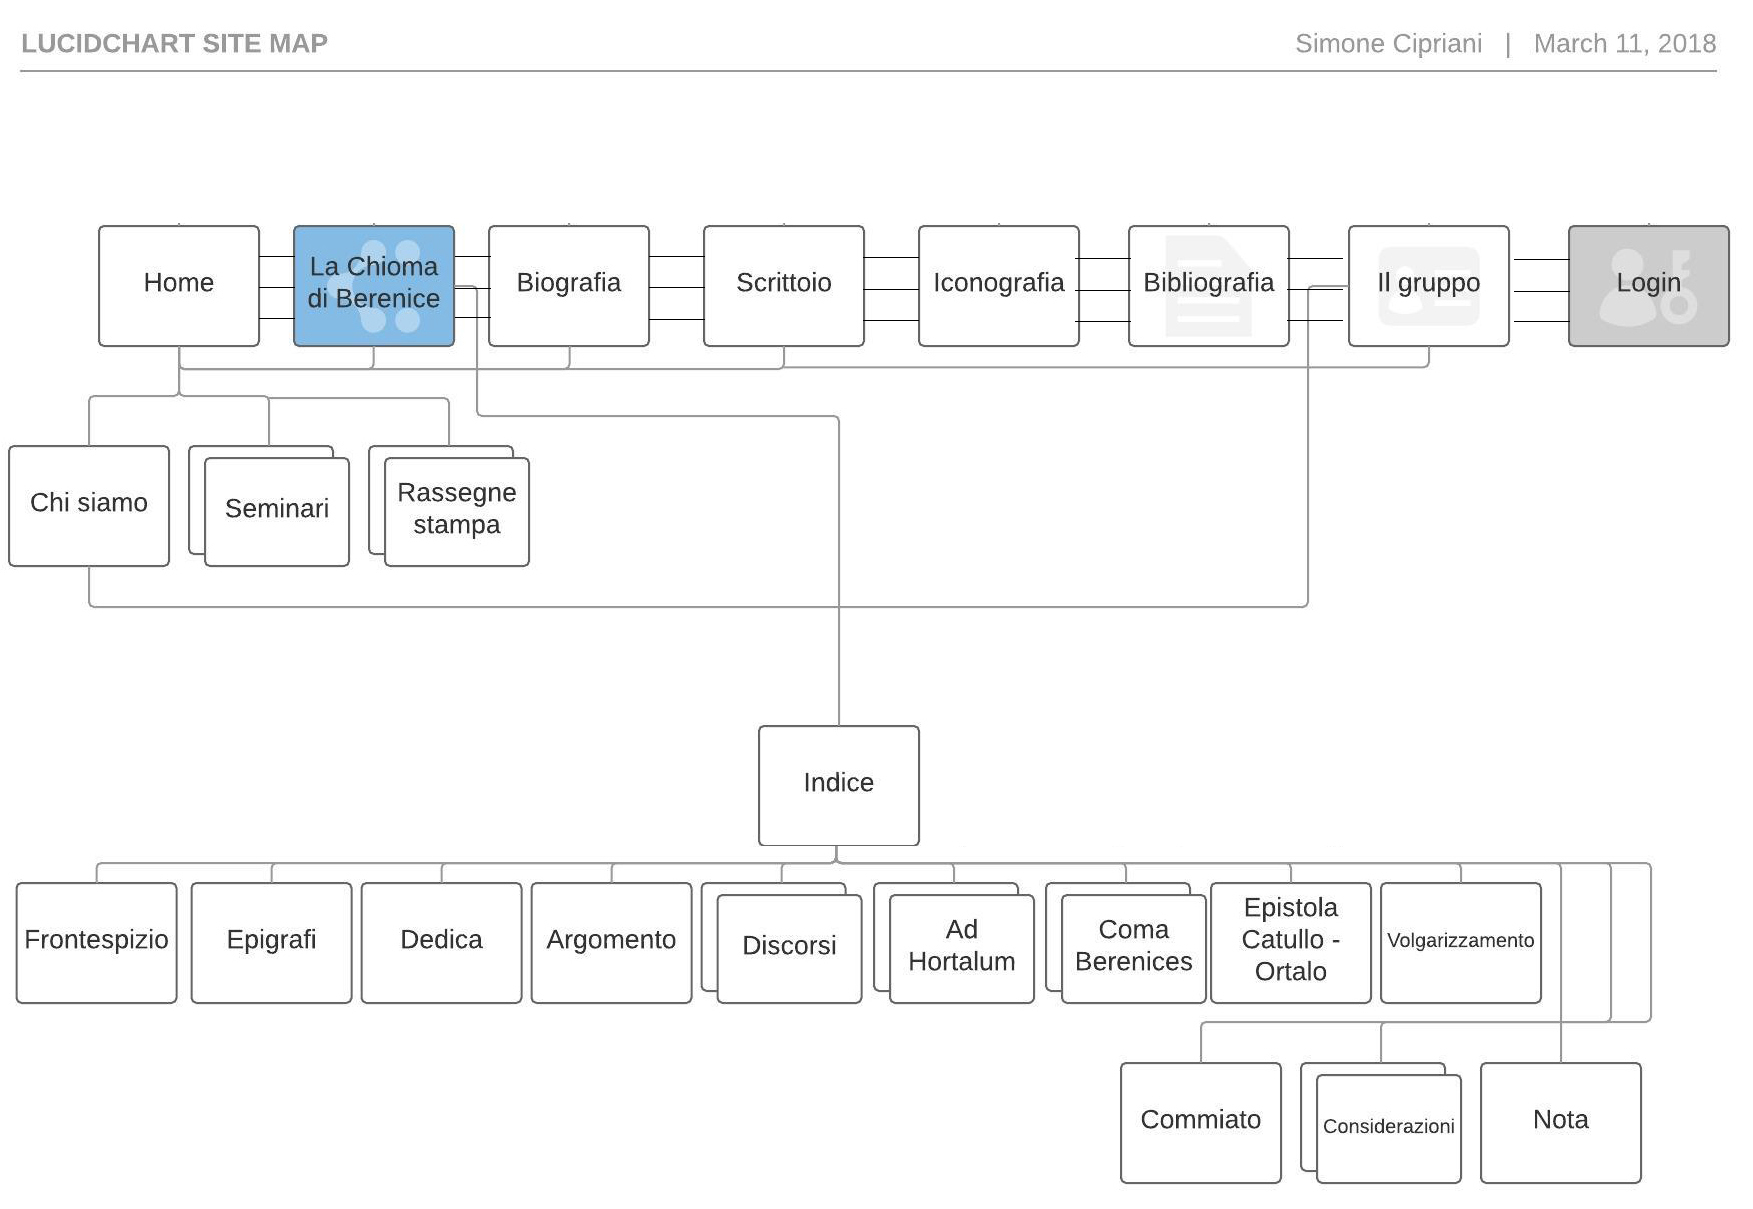 LUCIDCHART SITE MAP
Simone Cipriani | March 11, 2018
Home
La Chioma
di Berenice
Biografia
Scrittoio
Iconografia
Bibliografia
Il gruppo
Login
Chi siamo
Seminari
Rassegne
stampa
Indice
Frontespizio
Epigrafi
Dedica
Argomento
Discorsi
Ad
Hortalum
Coma
Berenices
Epistola
Catullo -
Ortalo
Volgarizzamento
Commiato
Considerazioni
Nota